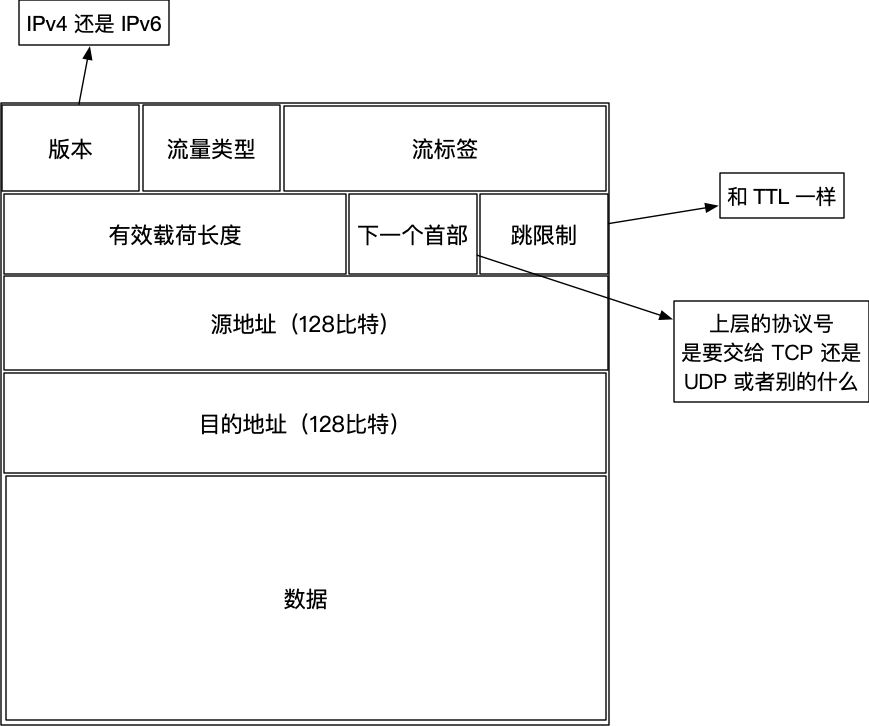 IPv4 还是 IPv6
版本
流量类型
流标签
有效载荷长度
下一个首部
跳限制
和 TTL 一样
源地址（128比特）
上层的协议号
是要交给 TCP 还是
UDP 或者别的什么
目的地址（128比特）
数据